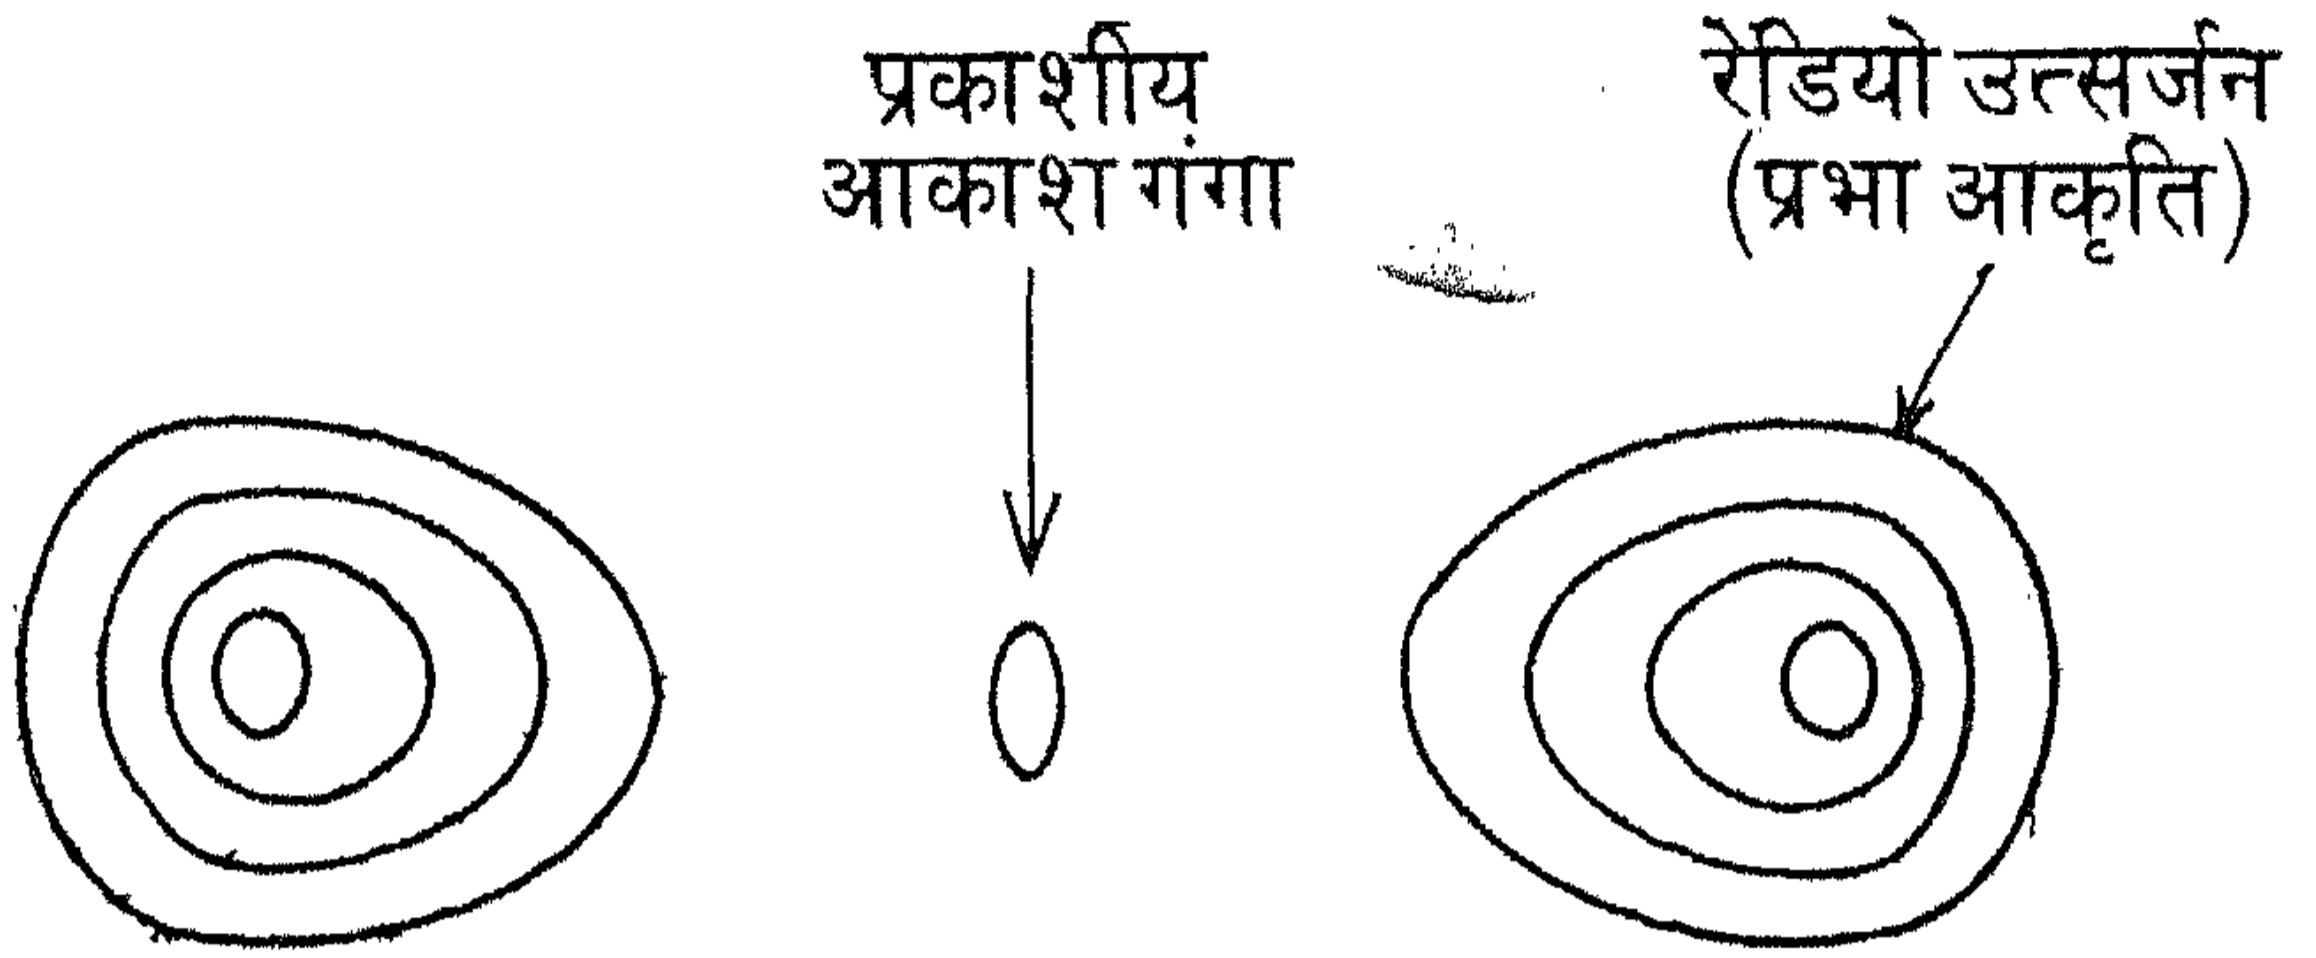 प्रकाशीय
आकाश गंगा
रेडियो उत्सर्जन
(प्रभा आकृति)